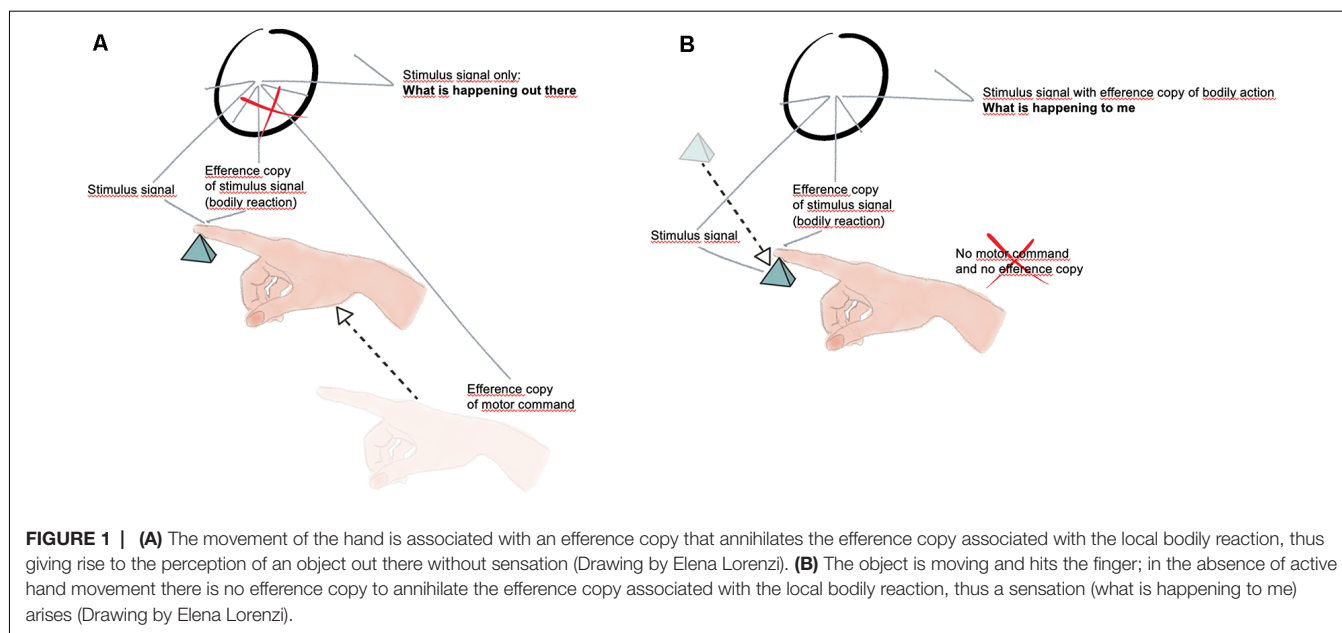 A
Stimulus signal only:
What is happening out there
Stimulus signal
Efference copy
of stimulus signal
(bodily reaction)
Efference copy
of motor command
B
Stimulus signal with efference copy of bodily action
What is happening to me
Efference copy
of stimulus signal
(bodily reaction)
Stimulus signal
No motor command
and no efference copy
FIGURE 1 | (A) The movement of the hand is associated with an efference copy that annihilates the efference copy associated with the local bodily reaction, thus
giving rise to the perception of an object out there without sensation (Drawing by Elena Lorenzi). (B) The object is moving and hits the finger; in the absence of active
hand movement there is no efference copy to annihilate the efference copy associated with the local bodily reaction, thus a sensation (what is happening to me)
arises (Drawing by Elena Lorenzi).